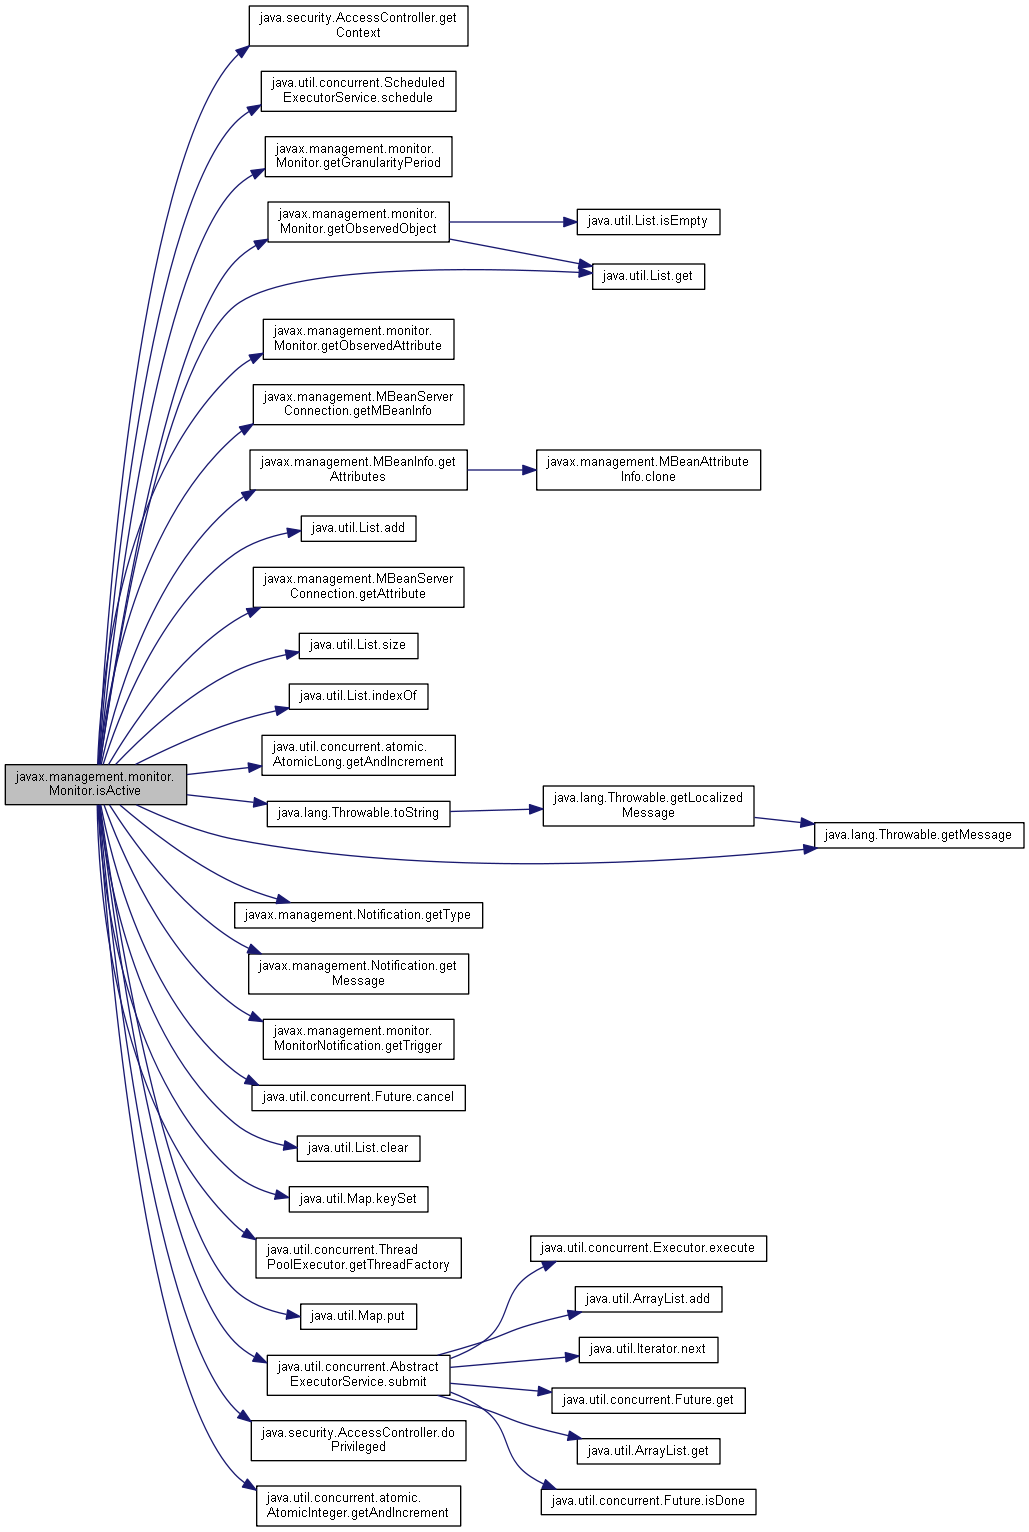 java.security.AccessController.get
Context
java.util.concurrent.Scheduled
ExecutorService.schedule
javax.management.monitor.
Monitor.getGranularityPeriod
javax.management.monitor.
Monitor.getObservedObject
java.util.List.isEmpty
java.util.List.get
javax.management.monitor.
Monitor.getObservedAttribute
javax.management.MBeanServer
Connection.getMBeanInfo
javax.management.MBeanInfo.get
Attributes
javax.management.MBeanAttribute
Info.clone
java.util.List.add
javax.management.MBeanServer
Connection.getAttribute
java.util.List.size
java.util.List.indexOf
java.util.concurrent.atomic.
AtomicLong.getAndIncrement
javax.management.monitor.
Monitor.isActive
java.lang.Throwable.toString
java.lang.Throwable.getLocalized
Message
java.lang.Throwable.getMessage
javax.management.Notification.getType
javax.management.Notification.get
Message
javax.management.monitor.
MonitorNotification.getTrigger
java.util.concurrent.Future.cancel
java.util.List.clear
java.util.Map.keySet
java.util.concurrent.Thread
PoolExecutor.getThreadFactory
java.util.Map.put
java.util.concurrent.Abstract
ExecutorService.submit
java.util.concurrent.Executor.execute
java.util.ArrayList.add
java.util.Iterator.next
java.util.concurrent.Future.get
java.util.ArrayList.get
java.util.concurrent.Future.isDone
java.security.AccessController.do
Privileged
java.util.concurrent.atomic.
AtomicInteger.getAndIncrement